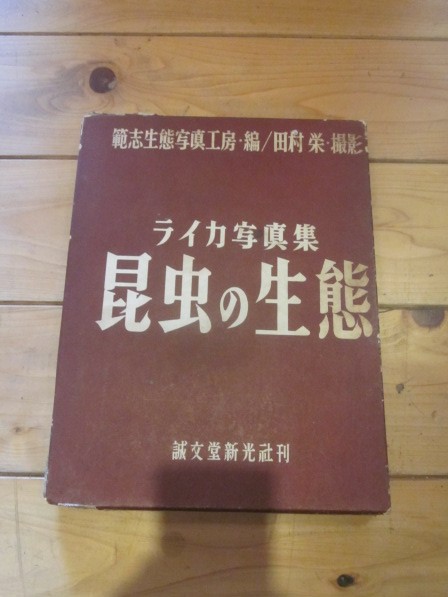 範志生態写真工房・編/田村 栄・撮影
ライカ写真集
昆虫の生態
誠文堂新光社刊